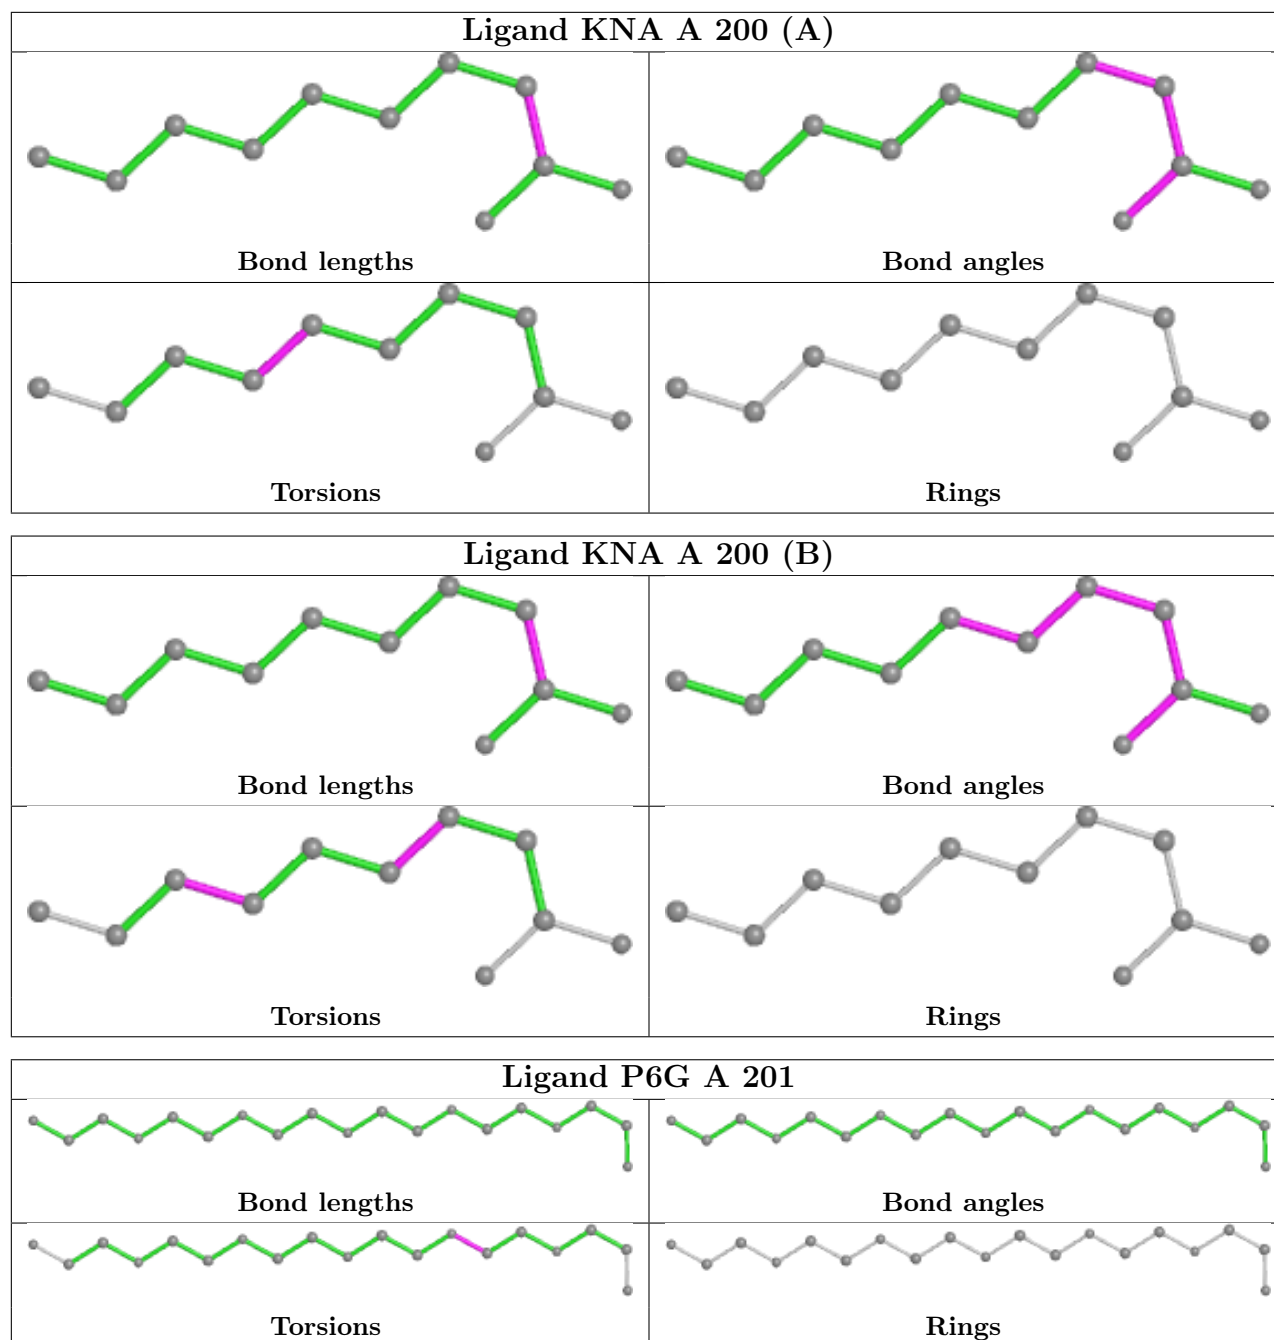 Ligand KNA A 200 (A)
Bond lengths
Bond angles
Torsions
Rings
Ligand KNA A 200 (B)
Bond lengths
Bond angles
Torsions
Rings
Ligand P6G A 201
Bond lengths
Bond angles
Torsions
Rings